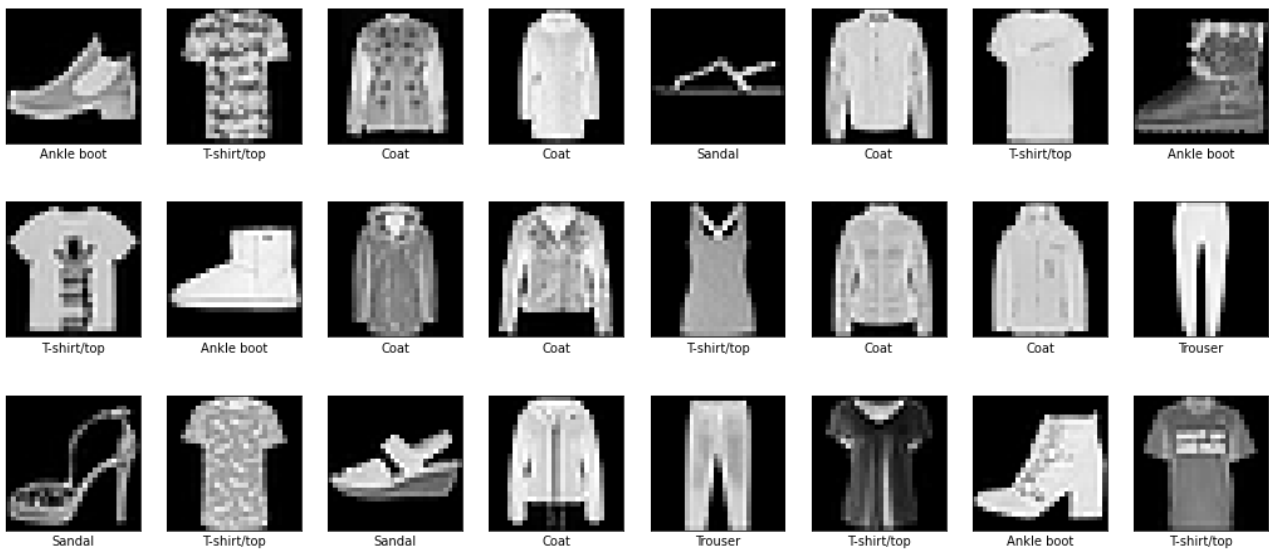 Ankle boot T-shirt/top Coat Coat Sandal Coat T-shirt/top Ankle boot
T-shirt/top Ankle boot Coat Coat T-shirt/top Coat Coat Trouser
Sandal T-shirt/top Sandal Coat Trouser T-shirt/top Ankle boot T-shirt/top